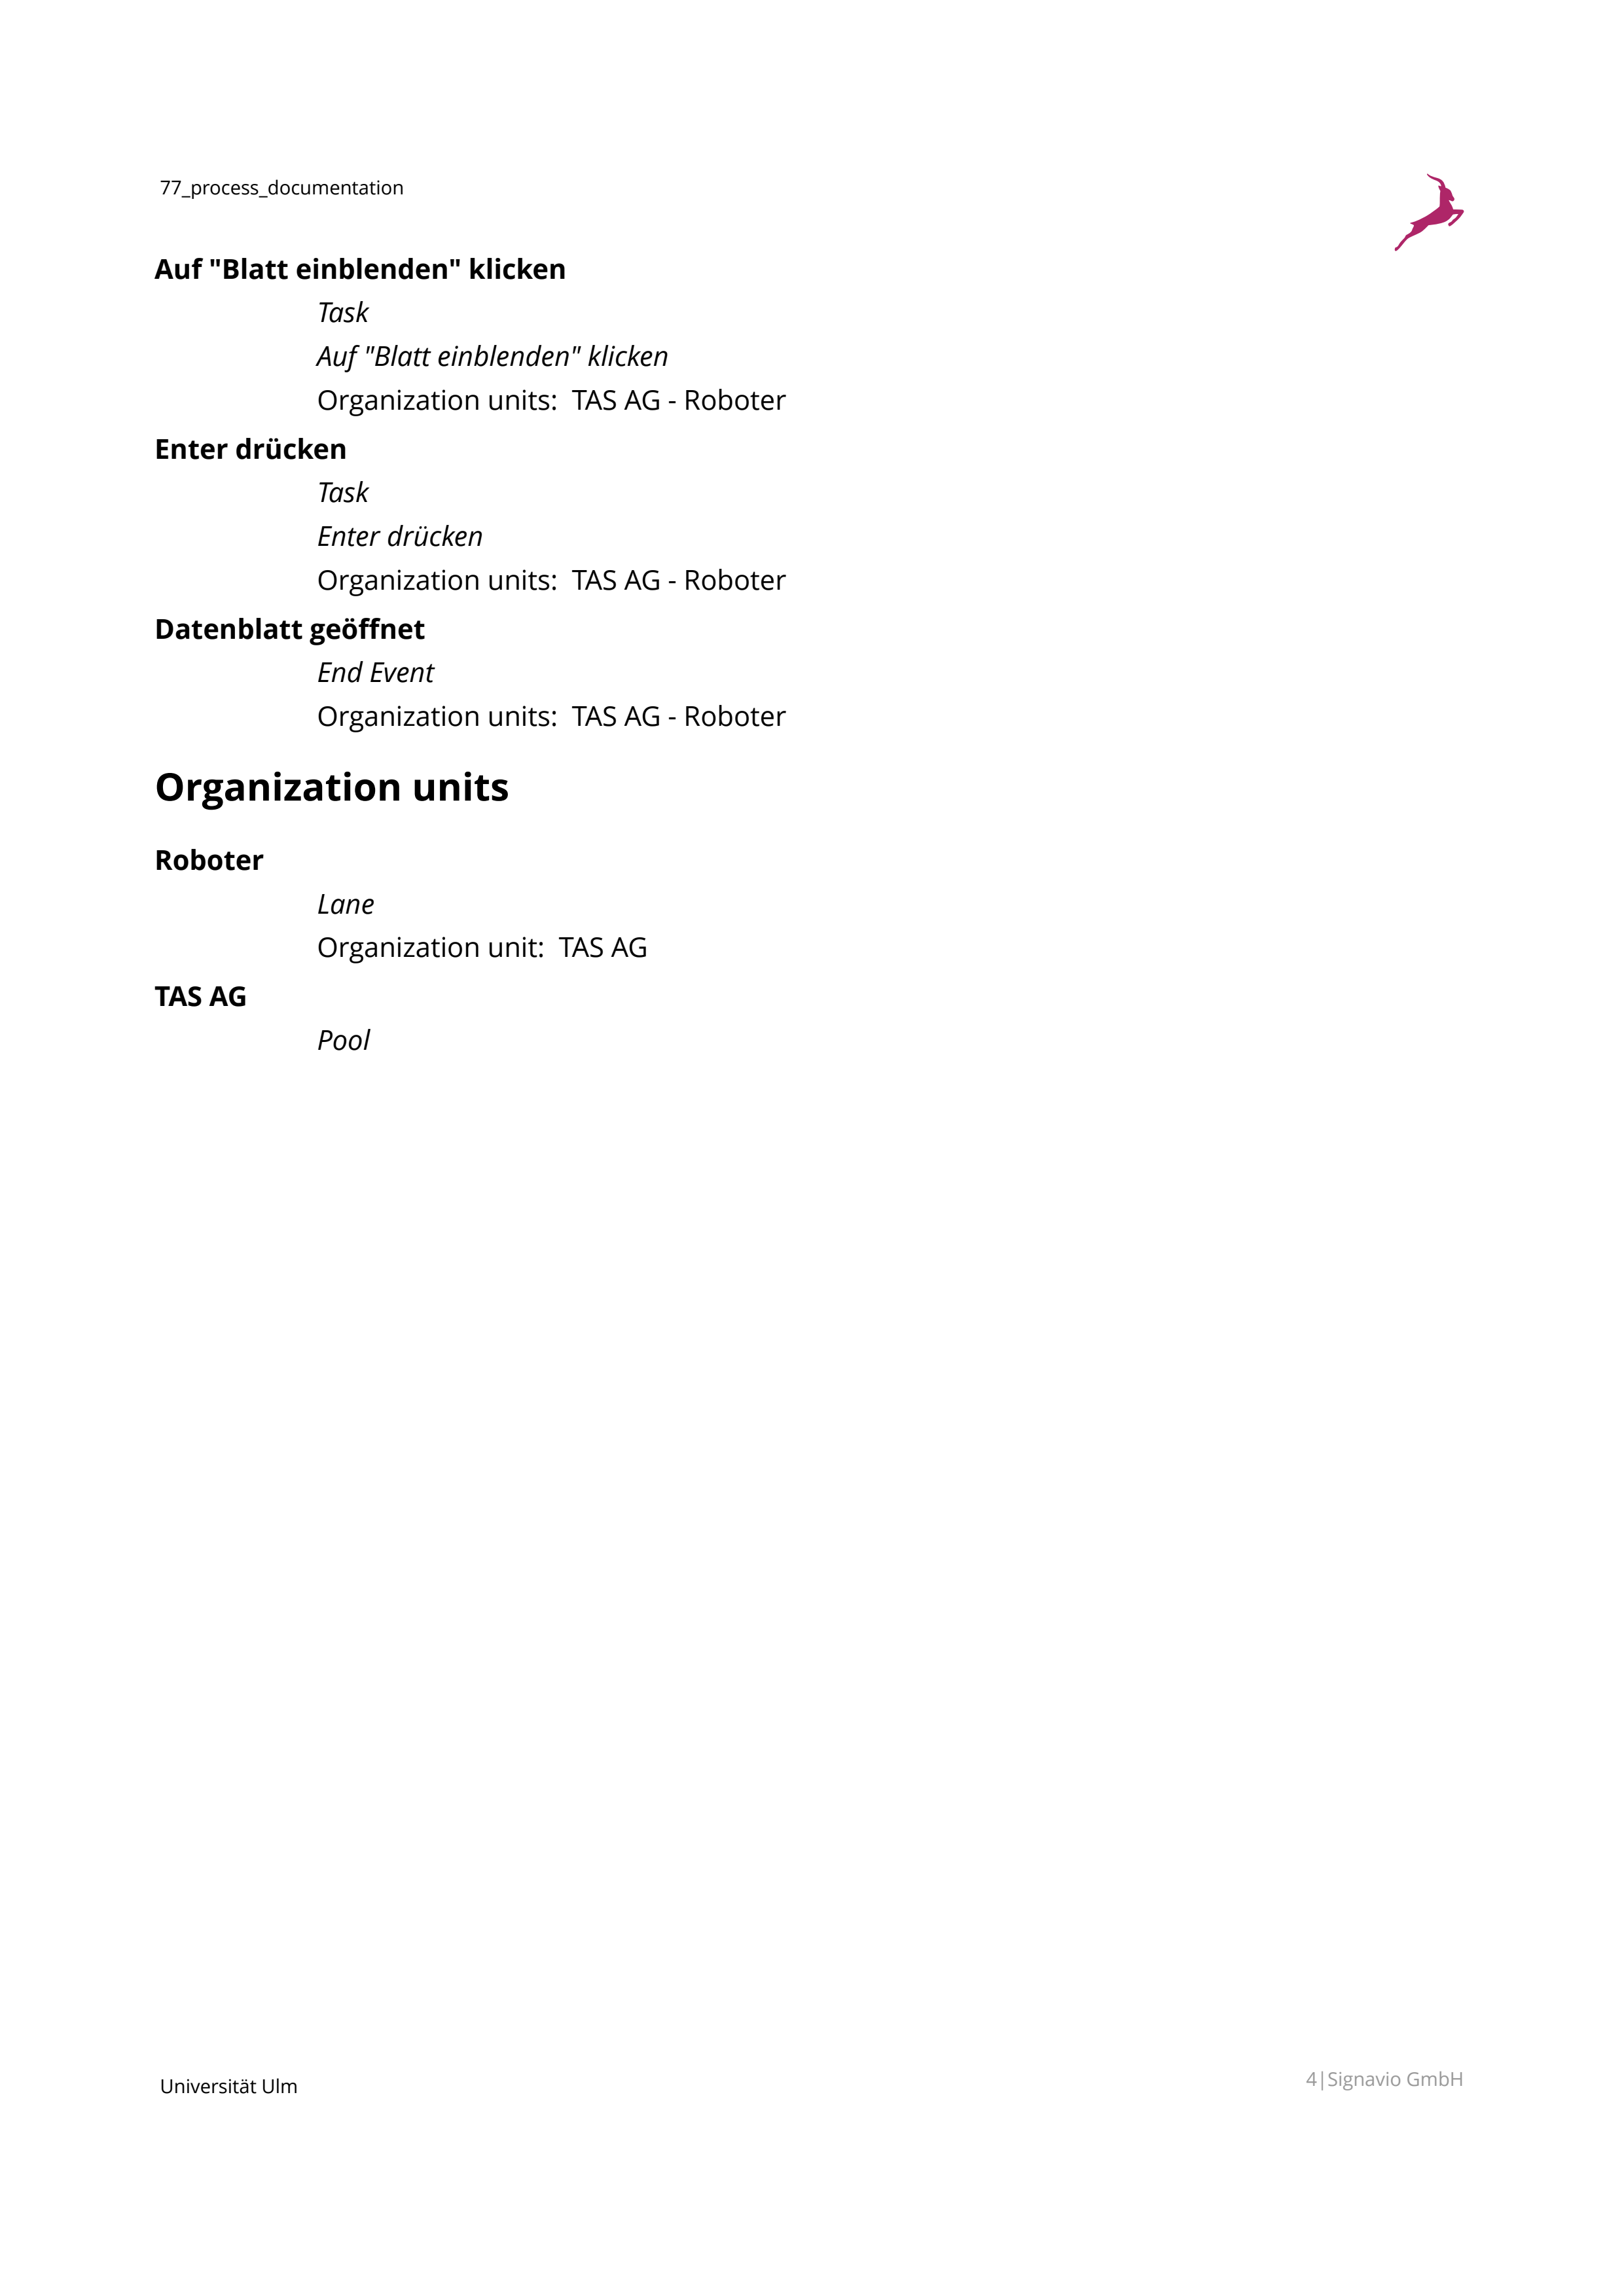 77_process_documentation
Auf "Blatt einblenden" klicken
Task
Auf "Blatt einblenden" klicken
Organization units:  TAS AG - Roboter
Enter drücken
Task
Enter drücken
Organization units:  TAS AG - Roboter
Datenblatt geöffnet
End Event
Organization units:  TAS AG - Roboter
Organization units
Roboter
Lane
Organization unit:  TAS AG
TAS AG
Pool
Universität Ulm
4|Signavio GmbH